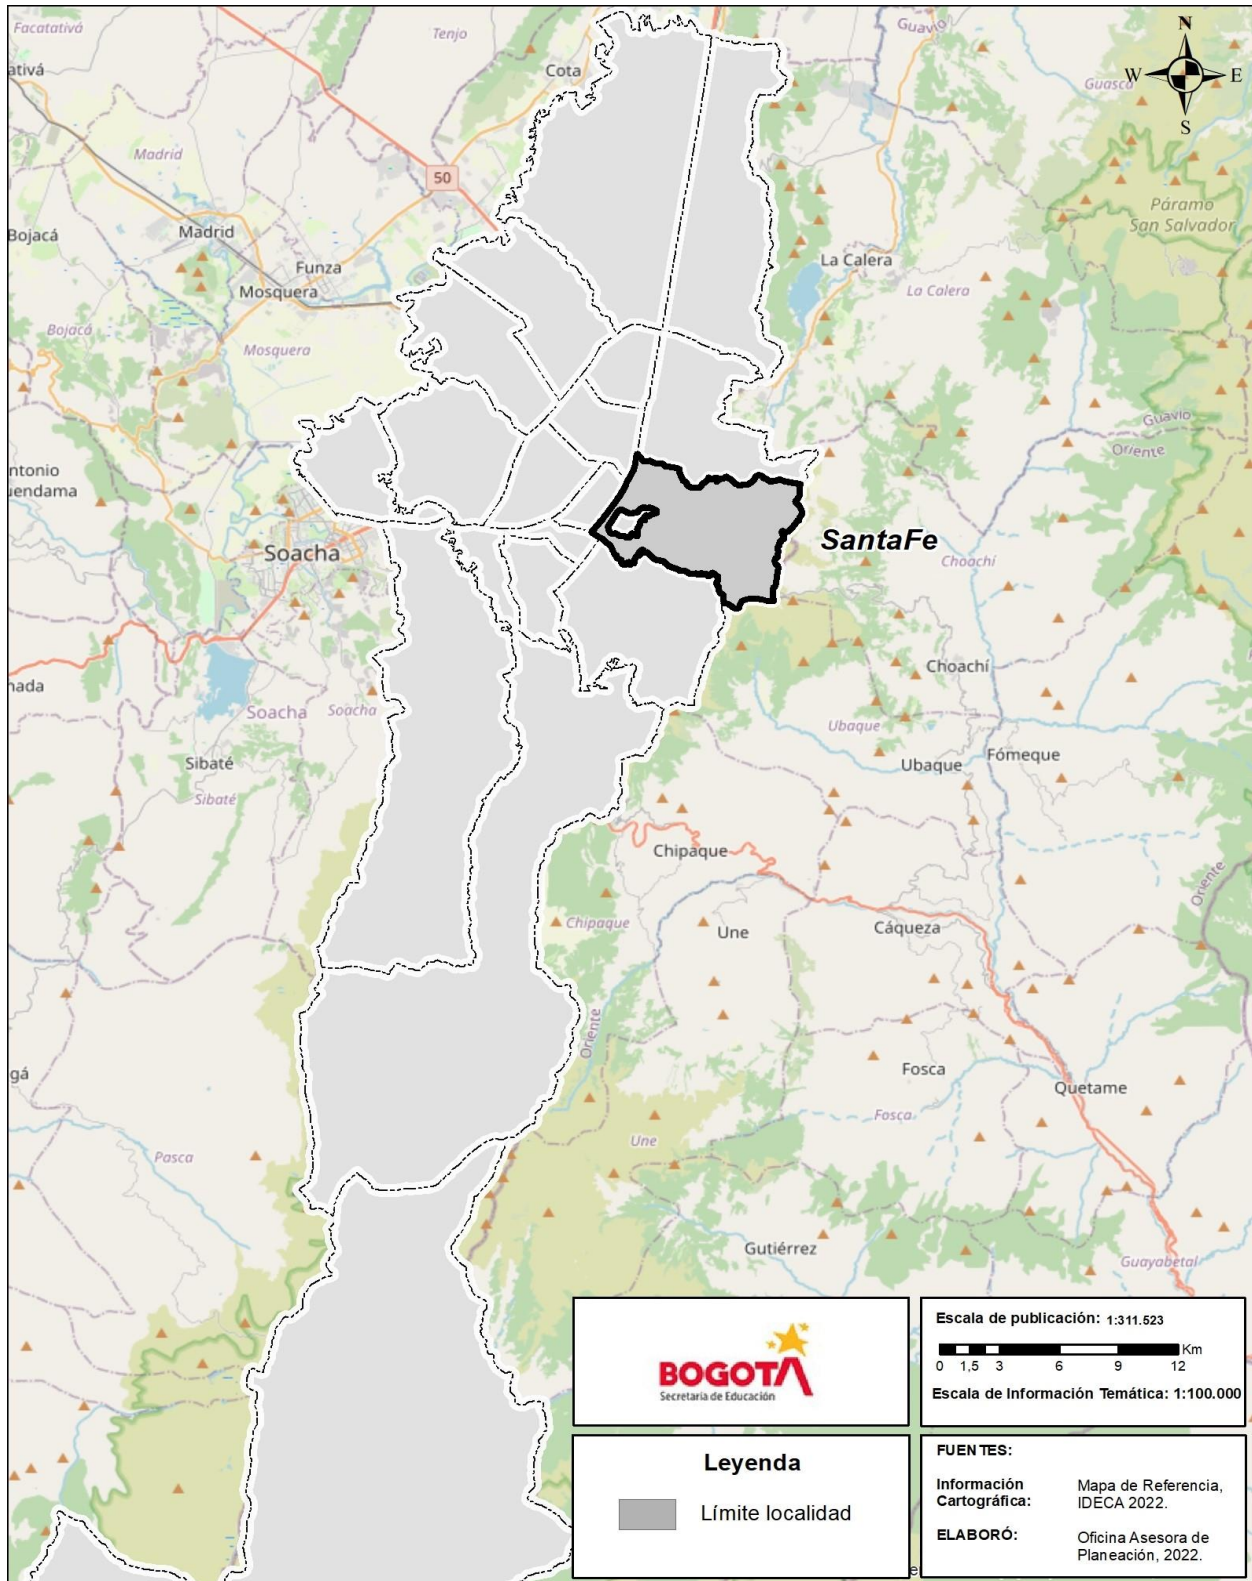 Facatativá
Tenjo
Guavio
N
W
E
S
ativá
Cota
Guasca
Madrid
50
Páramo
San Salvador
Bojacá
Madrid
Funza
La Calera
Mosquera
La Calera
Bojacá
Mosquera
Guavio
Oriente
ntonio
uendama
Soacha
SantaFe
Choachí
Choachí
nada
Soacha
Soacha
Ubaque
Sibaté
Ubaque
Fómeque
Sibaté
Chipaque
Oriente
Chipaque
Une
Cáqueza
Oriente
gá
Fosca
Quetame
Fosca
Pasca
Une
Gutiérrez
Guayabetal
BOGOTÁ
Secretaría de Educación
Escala de publicación: 1:311.523
Km
0 1,5 3 6 9 12
Escala de Información Temática: 1:100.000
Leyenda
Límite localidad
FUENTES:
Información Cartográfica:
Mapa de Referencia,
IDECA 2022.
ELABORÓ:
Oficina Asesora de
Planeación, 2022.